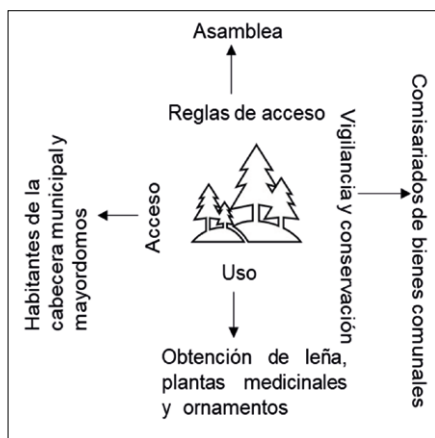 Asamblea
Reglas de acceso
Habitantes de la
cabecera municipal y
mayordomos
Acceso
Vigilancia y conservación
Comisariados de bienes comunales
Uso
Obtención de leña,
plantas medicinales
y ornamentos